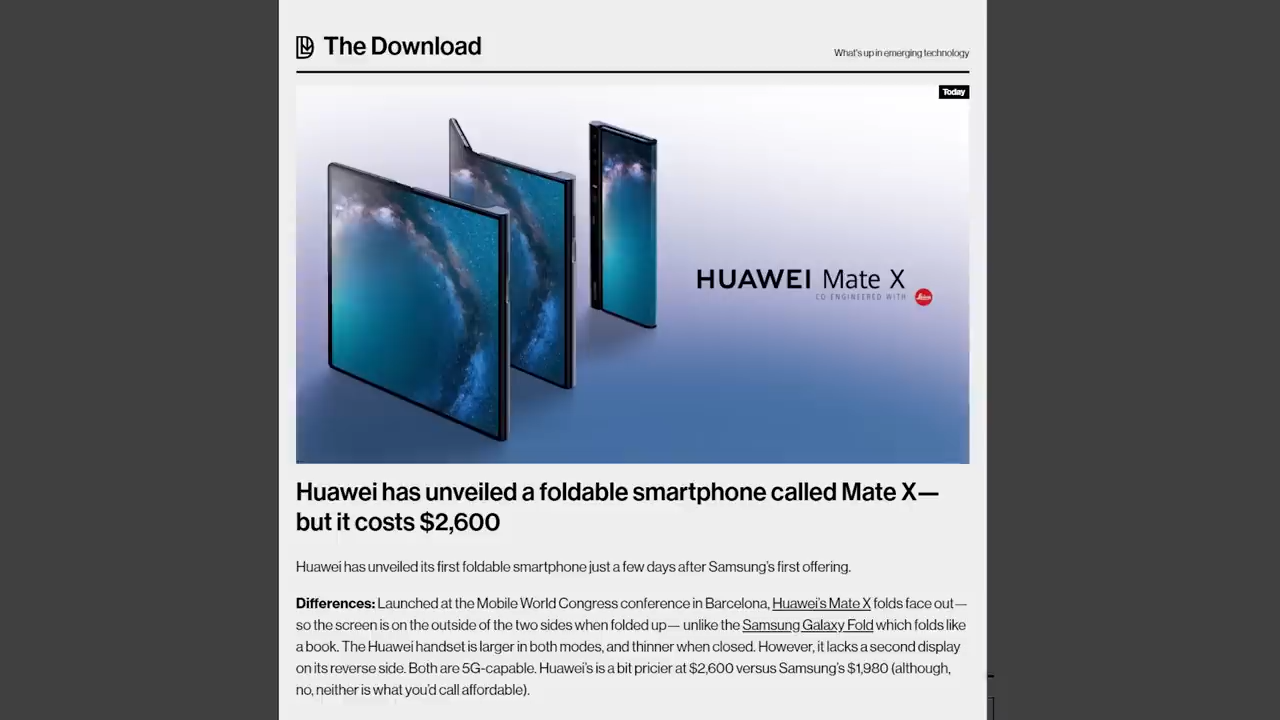 The Download
What's up in emerging technology
Today
HUAWEI Mate X
CO ENGINEERED WITH
Leica
Huawei has unveiled a foldable smartphone called Mate X—
but it costs $2,600
Huawei has unveiled its first foldable smartphone just a few days after Samsung's first offering.
Differences: Launched at the Mobile World Congress conference in Barcelona, Huawei's Mate X folds face out—
so the screen is on the outside of the two sides when folded up— unlike the Samsung Galaxy Fold which folds like
a book. The Huawei handset is larger in both modes, and thinner when closed. However, it lacks a second display
on its reverse side. Both are 5G-capable. Huawei's is a bit pricier at $2,600 versus Samsung's $1,980 (although,
no, neither is what you'd call affordable).